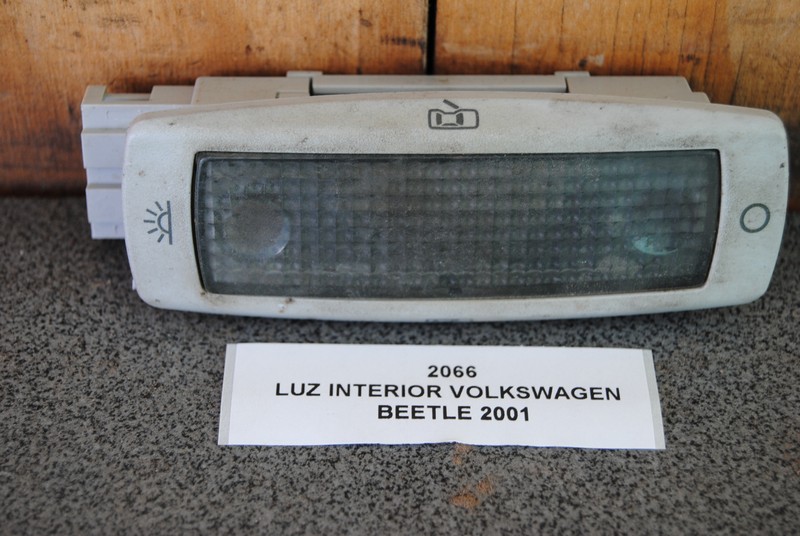 2066
LUZ INTERIOR VOLKSWAGEN
BEETLE 2001